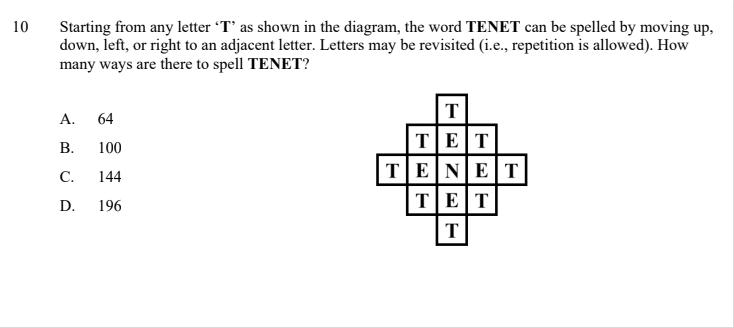 10 Starting from any letter ‘T’ as shown in the diagram, the word TENET can be spelled by moving up,
down, left, or right to an adjacent letter. Letters may be revisited (i.e., repetition is allowed). How
many ways are there to spell TENET?
A. 64
B. 100
C. 144
D. 196
T
T E T
T E N E T
T E T
T